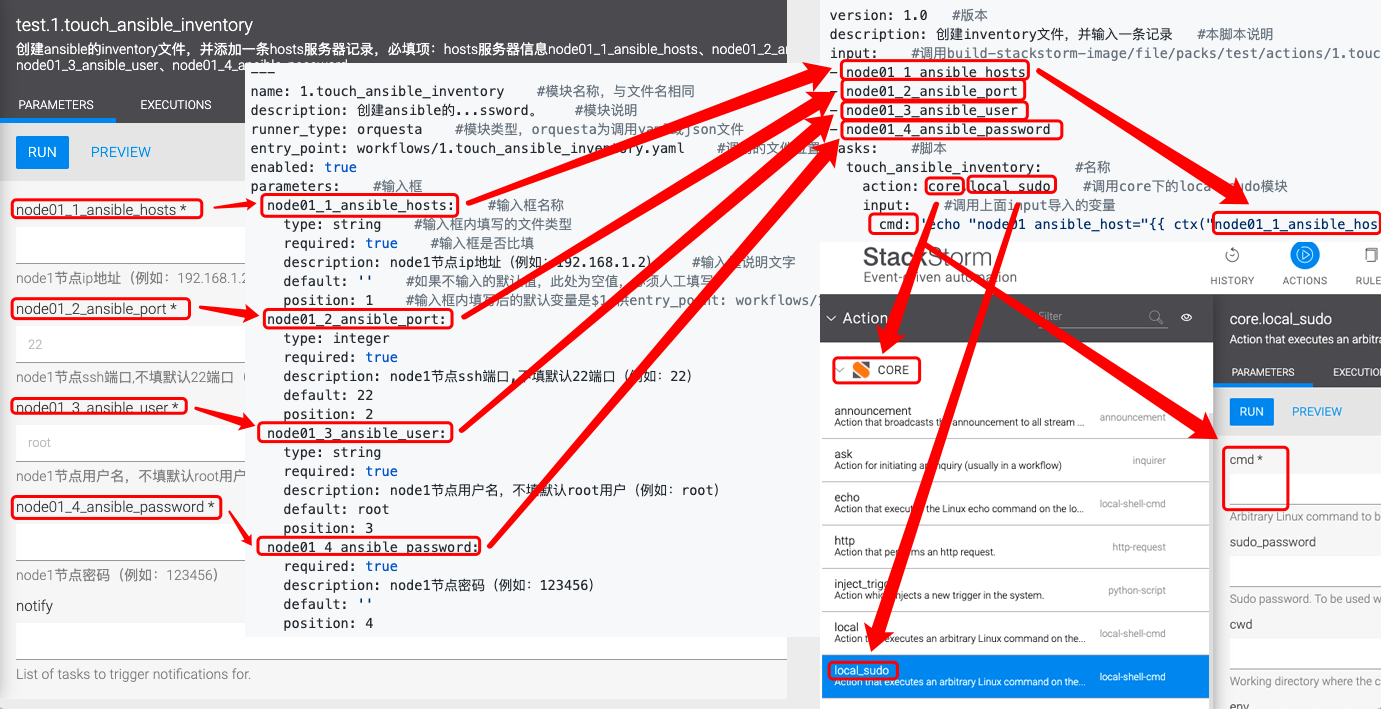 test.1.touch_ansible_inventory
创建ansible的inventory文件，并添加一条hosts服务器记录，必填项：hosts服务器信息node01_1_ansible_hosts、node01_2_an
node01_3_ansible_user、node01_4_ansible_password
PARAMETERS EXECUTIONS
RUN PREVIEW
node01_1_ansible_hosts *
node1节点ip地址（例如：192.168.1.2
node01_2_ansible_port *
22
node1节点ssh端口,不填默认22端口（
node01_3_ansible_user *
root
node1节点用户名，不填默认root用户
node01_4_ansible_password *
node1节点密码（例如：123456）
notify
List of tasks to trigger notifications for.
---
name: 1.touch_ansible_inventory #模块名称，与文件名相同
description: 创建ansible的...ssword。 #模块说明
runner_type: orquesta #模块类型，orquesta为调用yaml或json文件
entry_point: workflows/1.touch_ansible_inventory.yaml #调用的文件位置
enabled: true
parameters: #输入框
node01_1_ansible_hosts: #输入框名称
type: string #输入框内填写的文件类型
required: true #输入框是否比填
description: node1节点ip地址（例如：192.168.1.2） #输入框说明文字
default: '' #如果不输入的默认值，此处为空值，必须人工填写
position: 1 #输入框内填写后的默认变量是$1,供entry_point: workflows/1
node01_2_ansible_port:
type: integer
required: true
description: node1节点ssh端口,不填默认22端口（例如：22）
default: 22
position: 2
node01_3_ansible_user:
type: string
required: true
description: node1节点用户名，不填默认root用户（例如：root）
default: root
position: 3
node01_4_ansible_password:
required: true
description: node1节点密码（例如：123456）
default: ''
position: 4
version: 1.0 #版本
description: 创建inventory文件，并输入一条记录 #本脚本说明
input: #调用build-stackstorm-image/file/packs/test/actions/1.touc
- node01_1_ansible_hosts
- node01_2_ansible_port
- node01_3_ansible_user
- node01_4_ansible_password
tasks: #脚本
touch_ansible_inventory: #名称
action: core.local_sudo #调用core下的local_sudo模块
input: #调用上面input导入的变量
cmd: 'echo "node01 ansible_host="{{ ctx("node01_1_ansible_hos
StackStorm
Event-driven automation
HISTORY ACTIONS RULE
Action
Filter
CORE
announcement
Action that broadcasts the announcement to all stream ...
announcement
ask
Action for initiating an inquiry (usually in a workflow)
inquirer
echo
Action that executes the Linux echo command on the lo...
local-shell-cmd
http
Action that performs an http request.
http-request
inject_trigger
Action which injects a new trigger in the system.
python-script
local
Action that executes an arbitrary Linux command on the...
local-shell-cmd
local_sudo
Action that executes an arbitrary Linux command on the...
local-shell-cmd
core.local_sudo
Action that executes an arbitra
PARAMETERS EXECUTION
RUN PREVIEW
cmd *
Arbitrary Linux command to b
sudo_password
Sudo password. To be used w
cwd
Working directory where the c
env